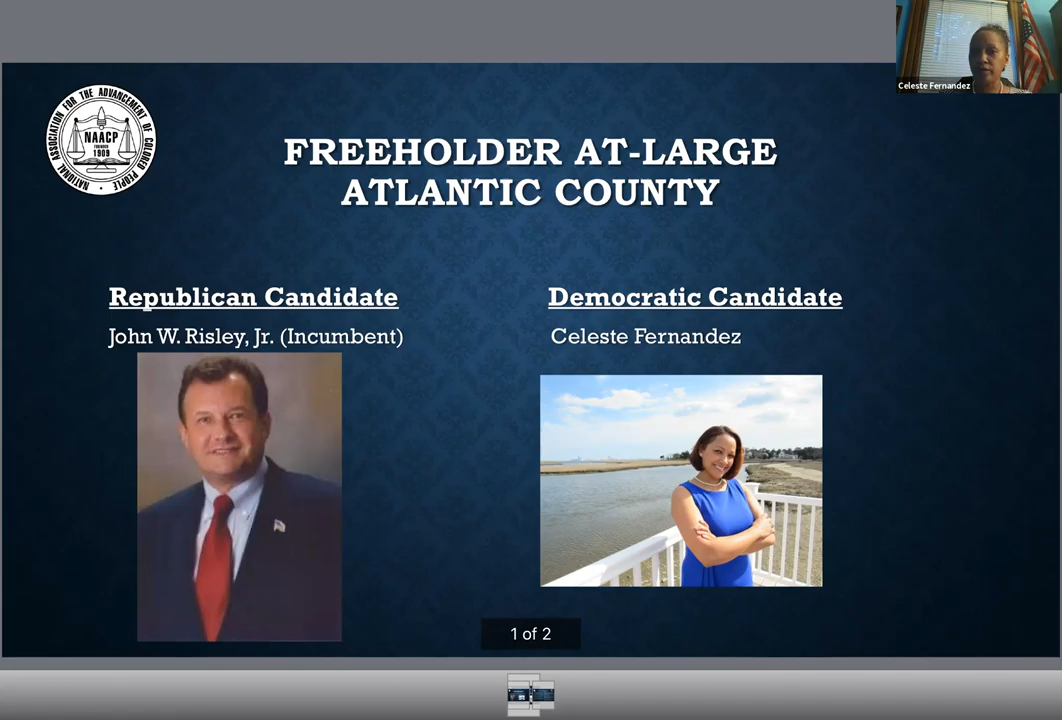 Celeste Fernandez
NATIONAL ASSOCIATION FOR THE ADVANCEMENT OF COLORED PEOPLE
NAACP
FOUNDED
1909
FREEHOLDER AT-LARGE
ATLANTIC COUNTY
Republican Candidate
John W. Risley, Jr. (Incumbent)
Democratic Candidate
Celeste Fernandez
1 of 2